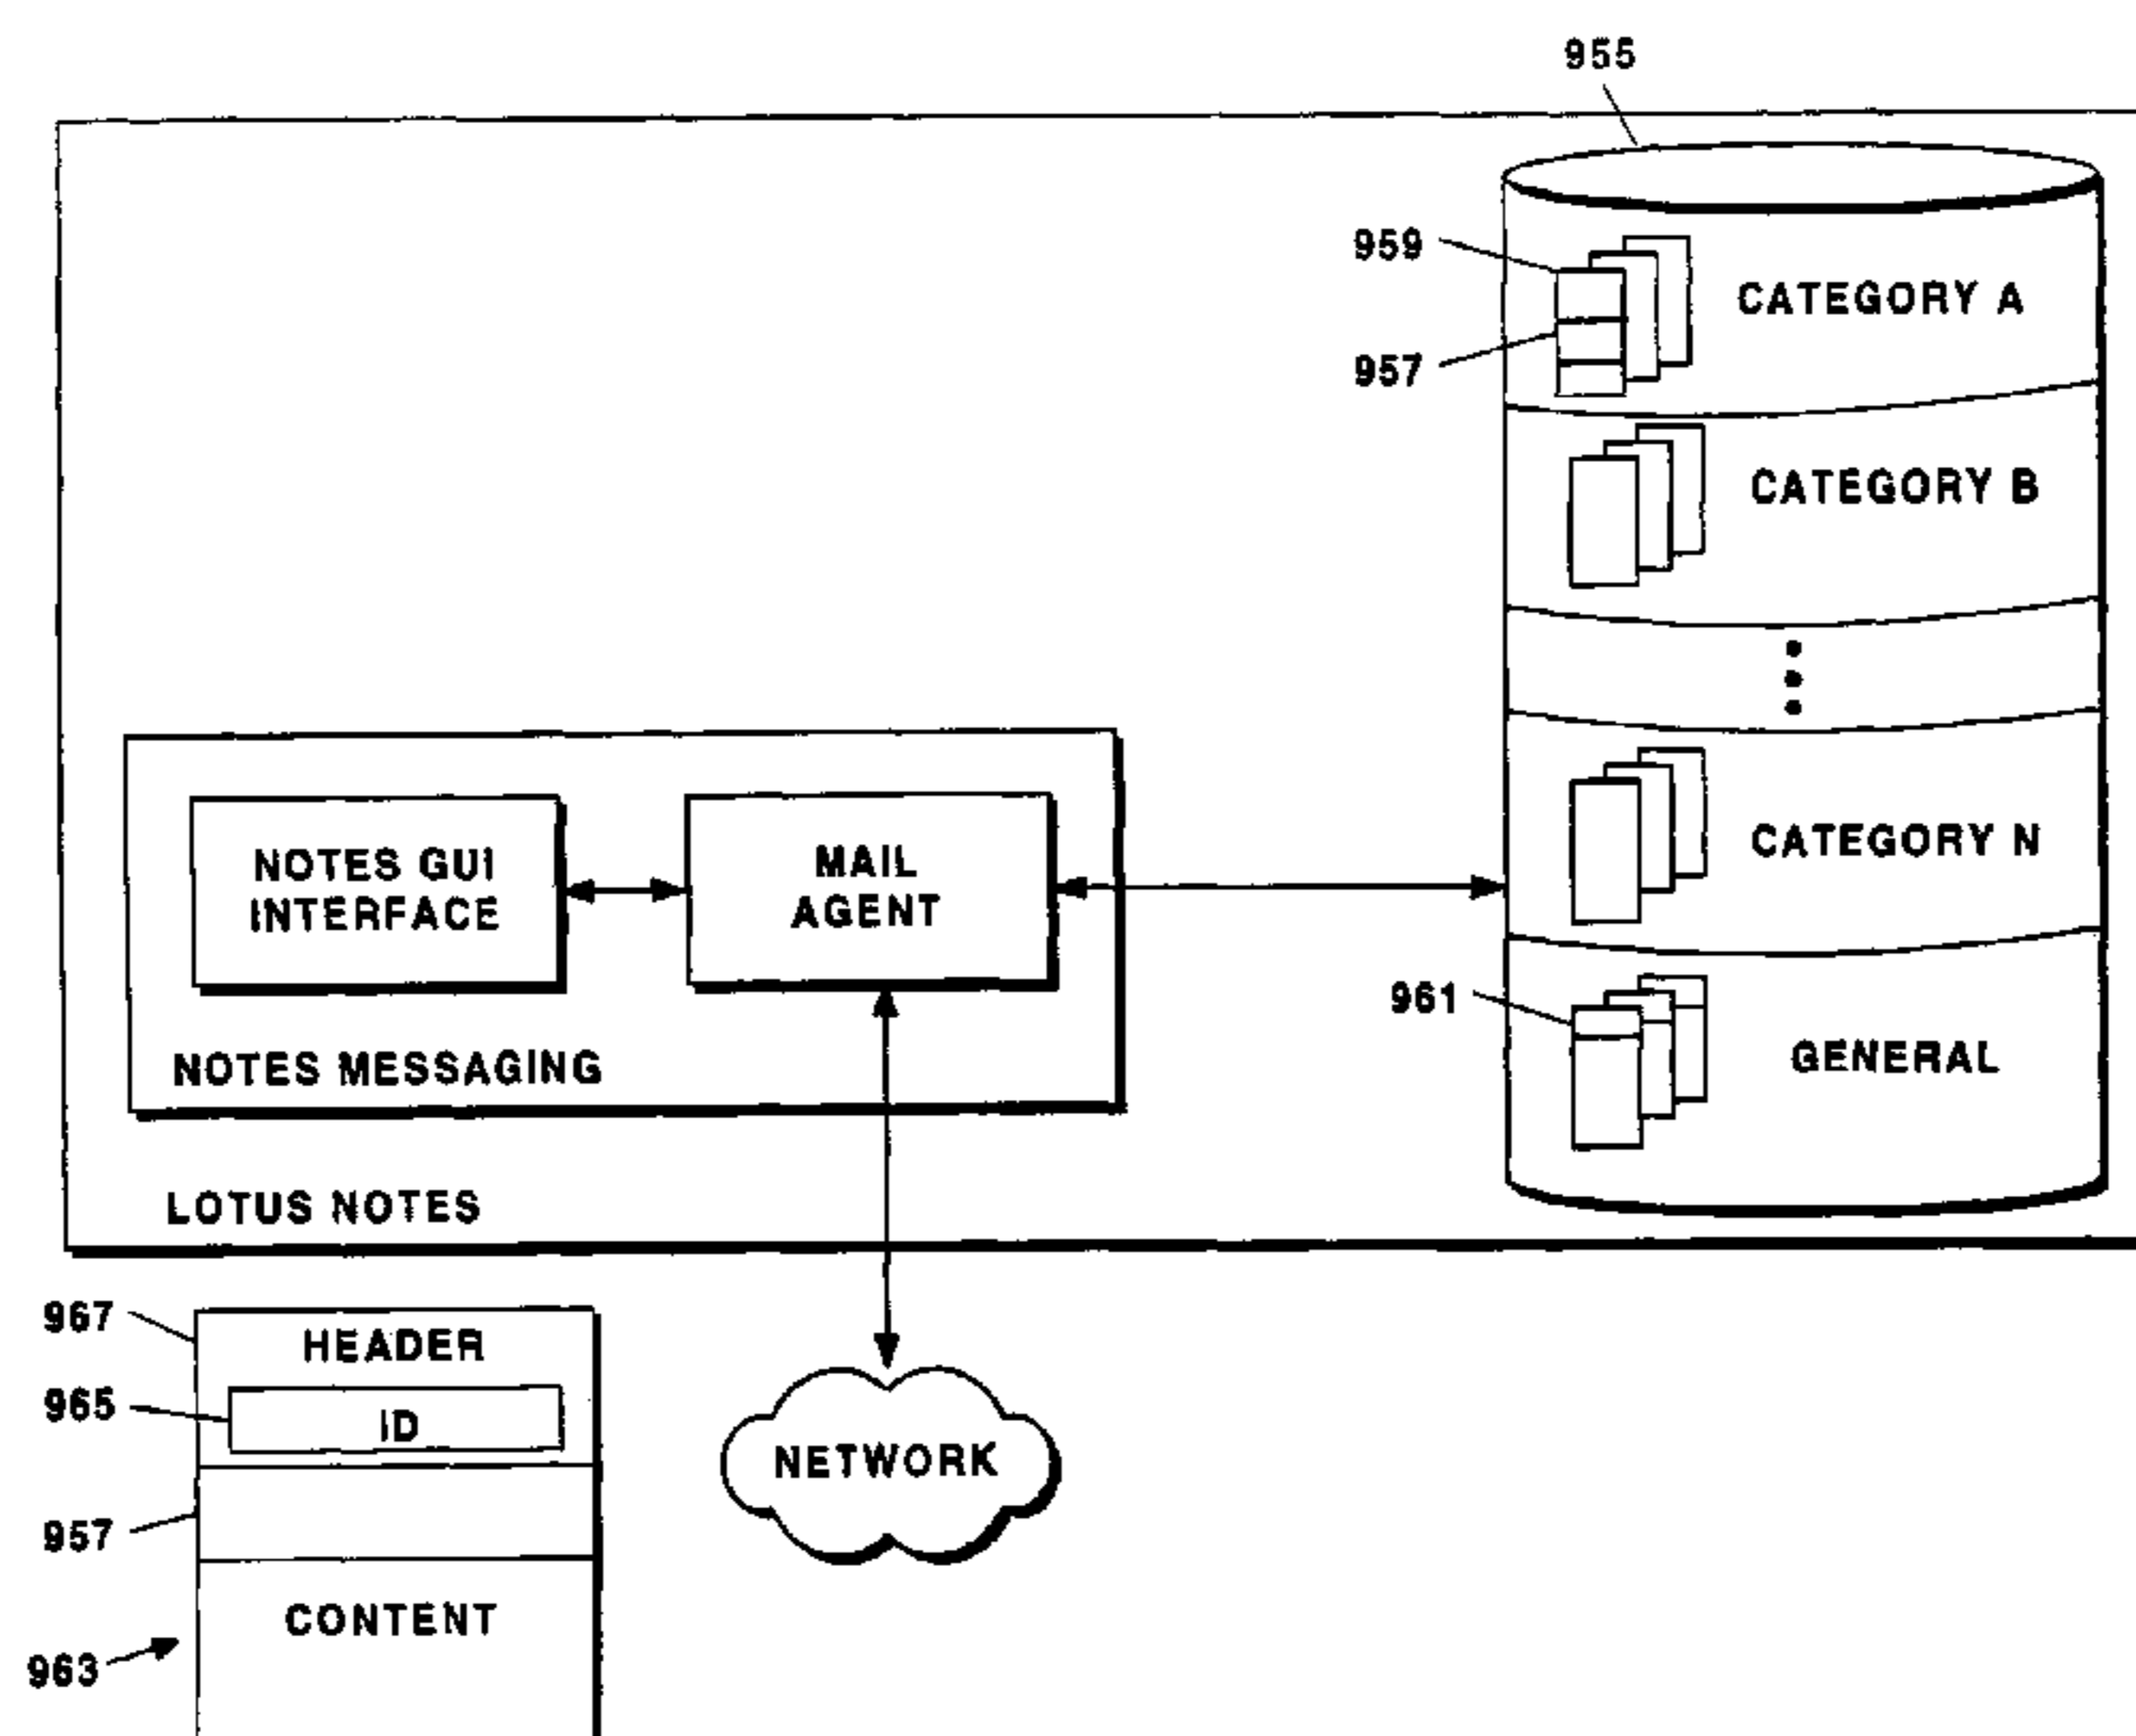 955
959
CATEGORY A
957
CATEGORY B
NOTES GUI
INTERFACE
MAIL
AGENT
CATEGORY N
961
GENERAL
NOTES MESSAGING
LOTUS NOTES
967
HEADER
965
ID
NETWORK
957
CONTENT
963